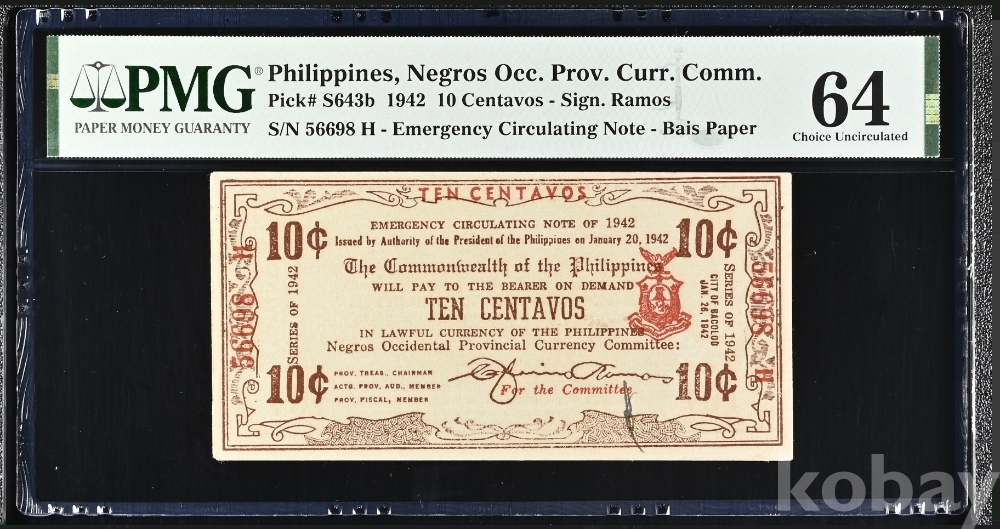 PMG
PAPER MONEY GUARANTY
Philippines, Negros Occ. Prov. Curr. Comm.
Pick# S643b 1942 10 Centavos - Sign. Ramos
S/N 56698 H - Emergency Circulating Note - Bais Paper
64
Choice Uncirculated
TEN CENTAVOS
EMERGENCY CIRCULATING NOTE OF 1942
10¢
10¢
Issued by Authority of the President of the Philippines on January 20, 1942
The Commonwealth of the Philippines
WILL PAY TO THE BEARER ON DEMAND
TEN CENTAVOS
IN LAWFUL CURRENCY OF THE PHILIPPINES
Negros Occidental Provincial Currency Committee:
56698 H
SERIES OF 1942
CITY OF BACOLOD
JAN. 26, 1942
SERIES OF 1942
56698 H
10¢
10¢
PROV. TREAS., CHAIRMAN
ACTG. PROV. AUD., MEMBER
PROV. FISCAL, MEMBER
For the Committee
kobay